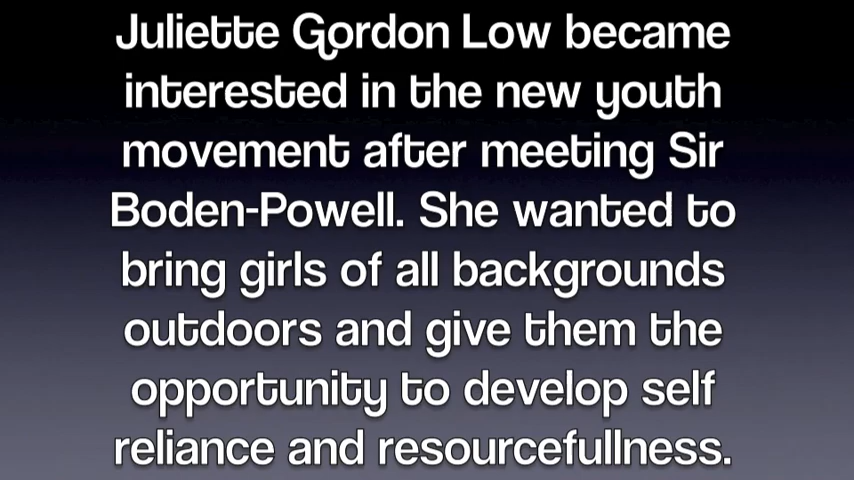 Juliette Gordon Low became
interested in the new youth
movement after meeting Sir
Boden-Powell. She wanted to
bring girls of all backgrounds
outdoors and give them the
opportunity to develop self
reliance and resourcefullness.